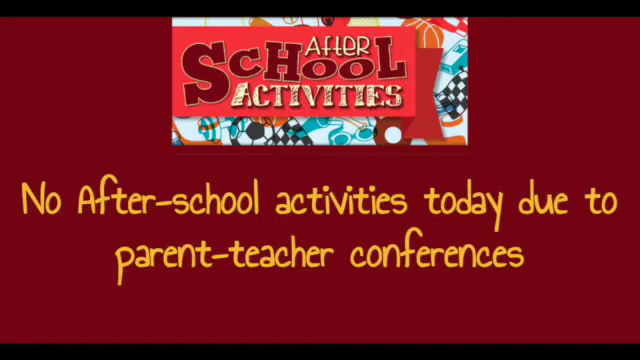 AFTER
SCHOOL
ACTIVITIES
No After-school activities today due to
parent-teacher conferences